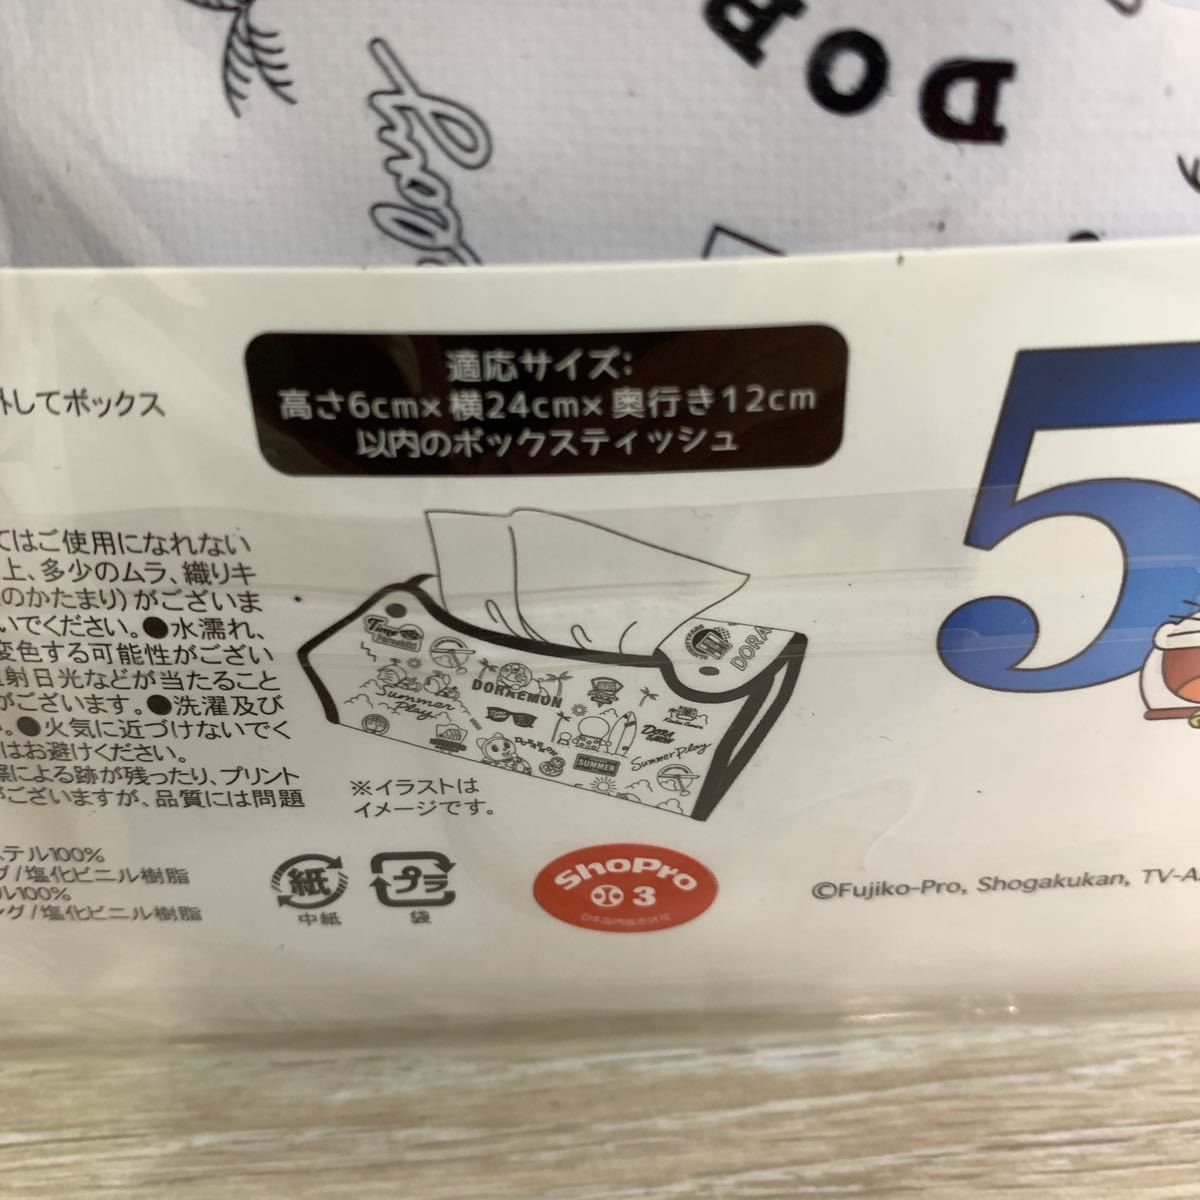 適応サイズ:
高さ6cm×横24cm×奥行き12cm
以内のボックスティッシュ
外してボックス
てはご使用になれない
上、多少のムラ、織りキ
のかたまり)がございま
いでください。●水濡れ、
変色する可能性がござい
射日光などが当たること
がございます。●洗濯及び
。●火気に近づけないでく
はお避けください。
による跡が残ったり、プリント
がございますが、品質には問題
ステル100%
グ/塩化ビニル樹脂
ル100%
ング/塩化ビニル樹脂
DORAEMON
Summer
Play
DORA
Summer Play
SUMMER
※イラストは
イメージです。
紙
中紙
プラ
袋
ShoPro
3
5
©Fujiko-Pro, Shogakukan, TV-A